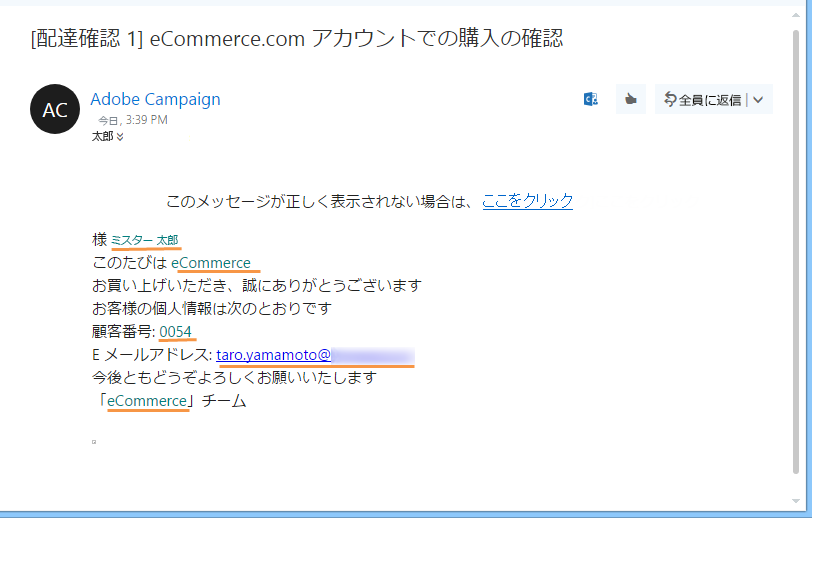 [配達確認 1] eCommerce.com アカウントでの購入の確認
AC
Adobe Campaign
今日, 3:39 PM
太郎
全員に返信
このメッセージが正しく表示されない場合は、ここをクリック
様 ミスター 太郎
このたびは eCommerce
お買い上げいただき、誠にありがとうございます
お客様の個人情報は次のとおりです
顧客番号: 0054
E メールアドレス: taro.yamamoto@
今後ともどうぞよろしくお願いいたします
「eCommerce」チーム